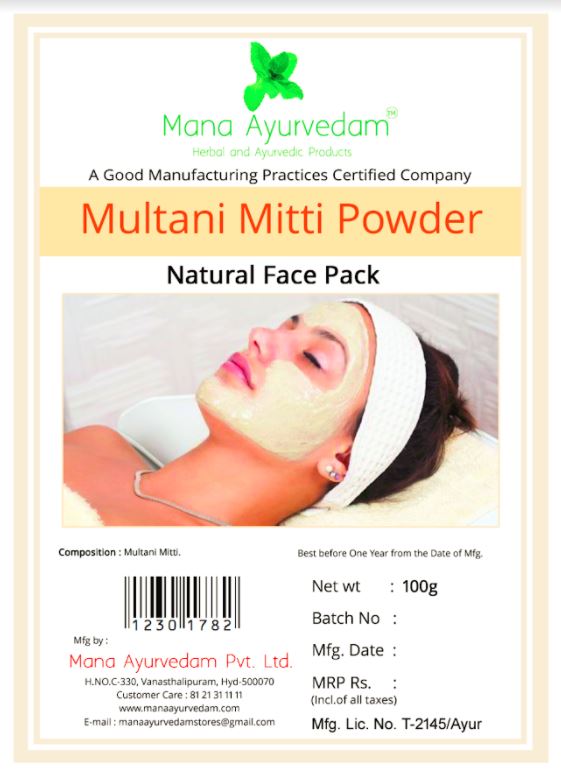 Mana Ayurvedam™
Herbal and Ayurvedic Products
A Good Manufacturing Practices Certified Company
Multani Mitti Powder
Natural Face Pack
Composition : Multani Mitti.
Best before One Year from the Date of Mfg.
12301782
Net wt : 100g
Batch No :
Mfg. Date :
MRP Rs. :
(Incl.of all taxes)
Mfg. Lic. No. T-2145/Ayur
Mfg by :
Mana Ayurvedam Pvt. Ltd.
H.NO.C-330, Vanasthalipuram, Hyd-500070
Customer Care : 81 21 31 11 11
www.manaayurvedam.com
E-mail : manaayurvedamstores@gmail.com